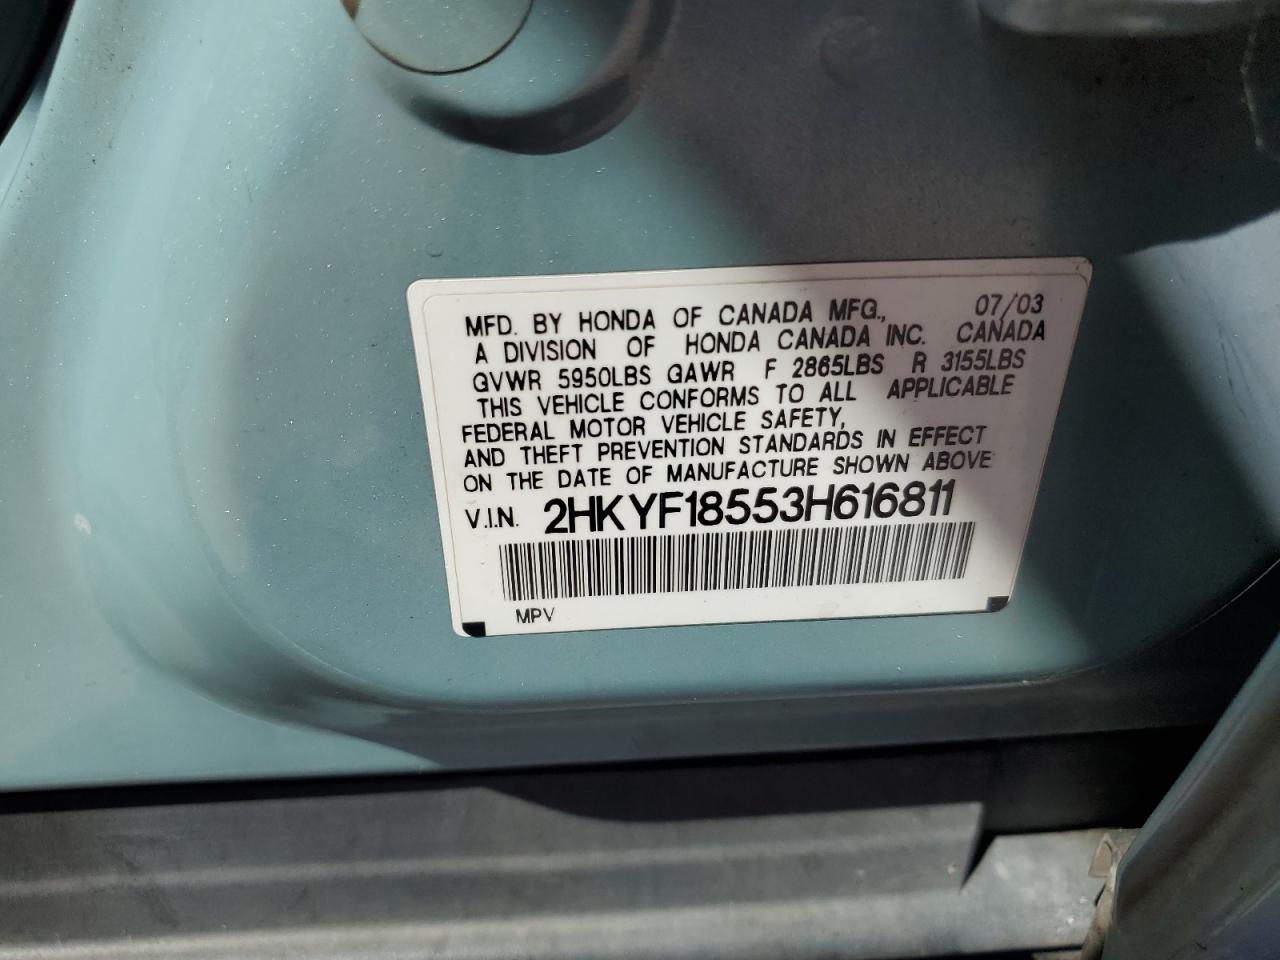 MFD. BY HONDA OF CANADA MFG., 07/03
A DIVISION OF HONDA CANADA INC. CANADA
GVWR 5950LBS GAWR F 2865LBS R 3155LBS
THIS VEHICLE CONFORMS TO ALL APPLICABLE
FEDERAL MOTOR VEHICLE SAFETY,
AND THEFT PREVENTION STANDARDS IN EFFECT
ON THE DATE OF MANUFACTURE SHOWN ABOVE
V.I.N. 2HKYF18553H616811
MPV